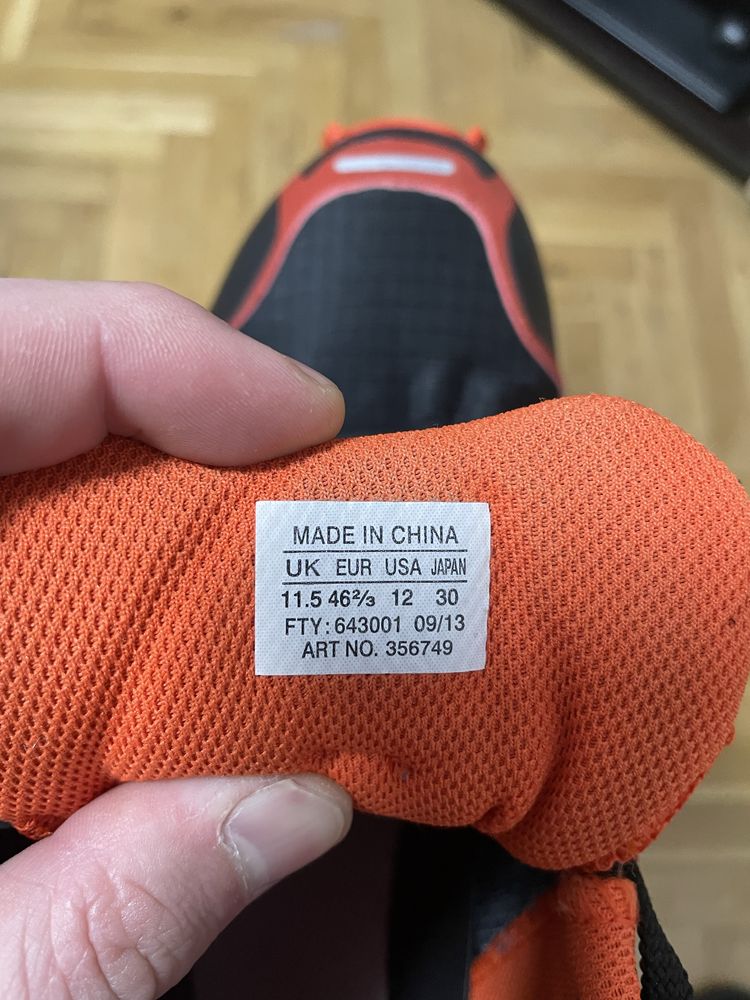 MADE IN CHINA
UK EUR USA JAPAN
11.5 46⅔ 12 30
FTY: 643001 09/13
ART NO. 356749